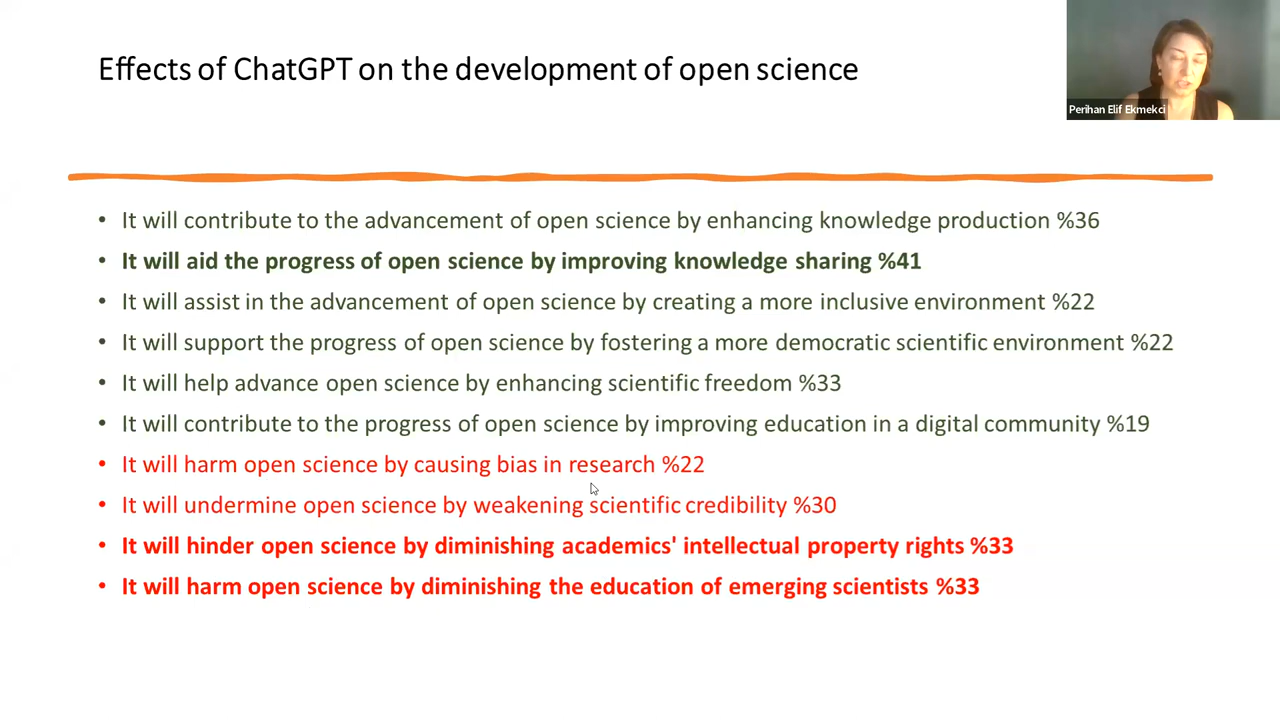 Effects of ChatGPT on the development of open science
Perihan Elif Ekmekci
• It will contribute to the advancement of open science by enhancing knowledge production %36
• It will aid the progress of open science by improving knowledge sharing %41
• It will assist in the advancement of open science by creating a more inclusive environment %22
• It will support the progress of open science by fostering a more democratic scientific environment %22
• It will help advance open science by enhancing scientific freedom %33
• It will contribute to the progress of open science by improving education in a digital community %19
• It will harm open science by causing bias in research %22
• It will undermine open science by weakening scientific credibility %30
• It will hinder open science by diminishing academics' intellectual property rights %33
• It will harm open science by diminishing the education of emerging scientists %33